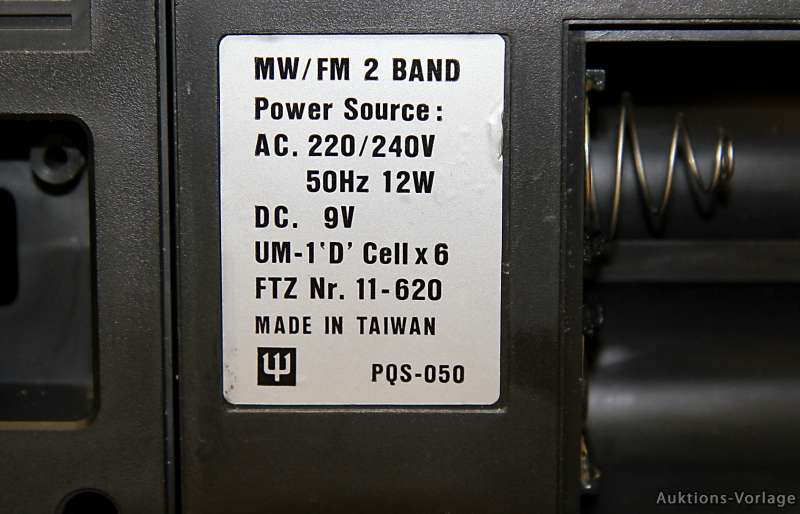 MW/FM 2 BAND
Power Source:
AC. 220/240V
50Hz 12W
DC. 9V
UM-1 'D' Cell x 6
FTZ Nr. 11-620
MADE IN TAIWAN
PQS-050
Auktions-Vorlage